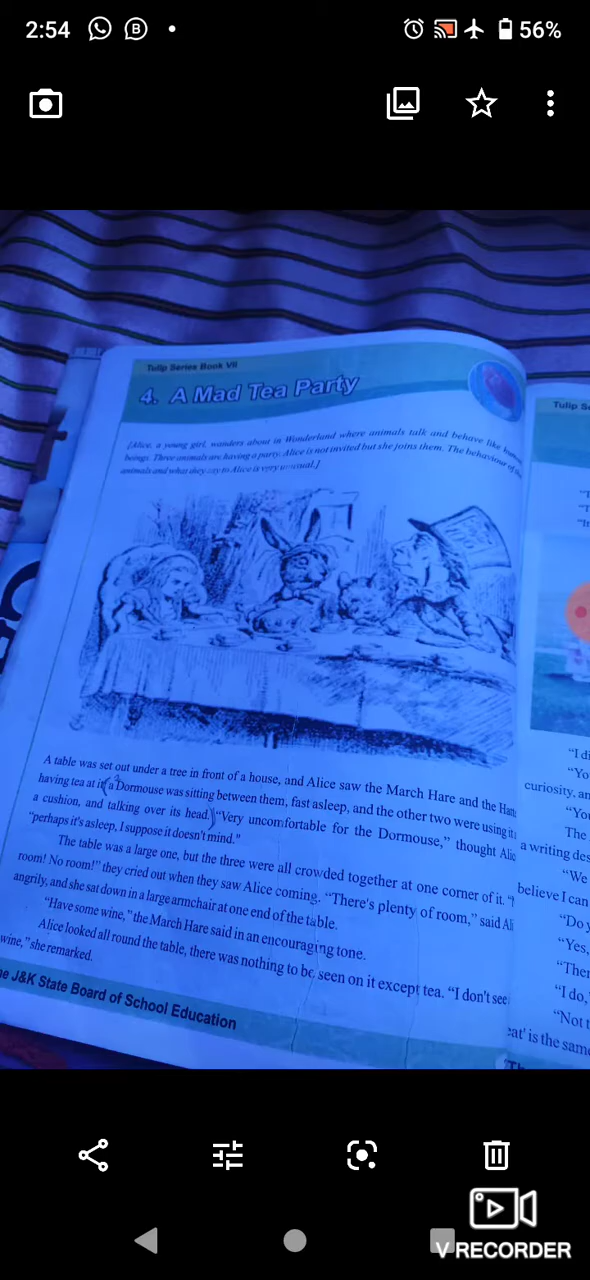 2:54
56%
Tulip Series Book VII
4. A Mad Tea Party
[Alice, a young girl, wanders about in Wonderland where animals talk and behave like
beings. Three animals are having a party. Alice is not invited but she joins them. The behaviour of
animals and what they say to Alice is very unusual.]
A table was set out under a tree in front of a house, and Alice saw the March Hare and the
having tea at it, a Dormouse was sitting between them, fast asleep, and the other two were using it
a cushion, and talking over its head. "Very uncomfortable for the Dormouse," thought
"perhaps it's asleep, I suppose it doesn't mind."
The table was a large one, but the three were all crowded together at one corner of it.
room! No room!" they cried out when they saw Alice coming. "There's plenty of room," said
angrily, and she sat down in a large armchair at one end of the table.
"Have some wine," the March Hare said in an encouraging tone.
Alice looked all round the table, there was nothing to be seen on it except tea. "I don't see
wine," she remarked.
J&K State Board of School Education
Tulip
"I
"Yo
curiosity,
"You
The
a writing
"We
believe I can
"Do
"Yes,
"Then
"I do,
"Not
is the same
V RECORDER